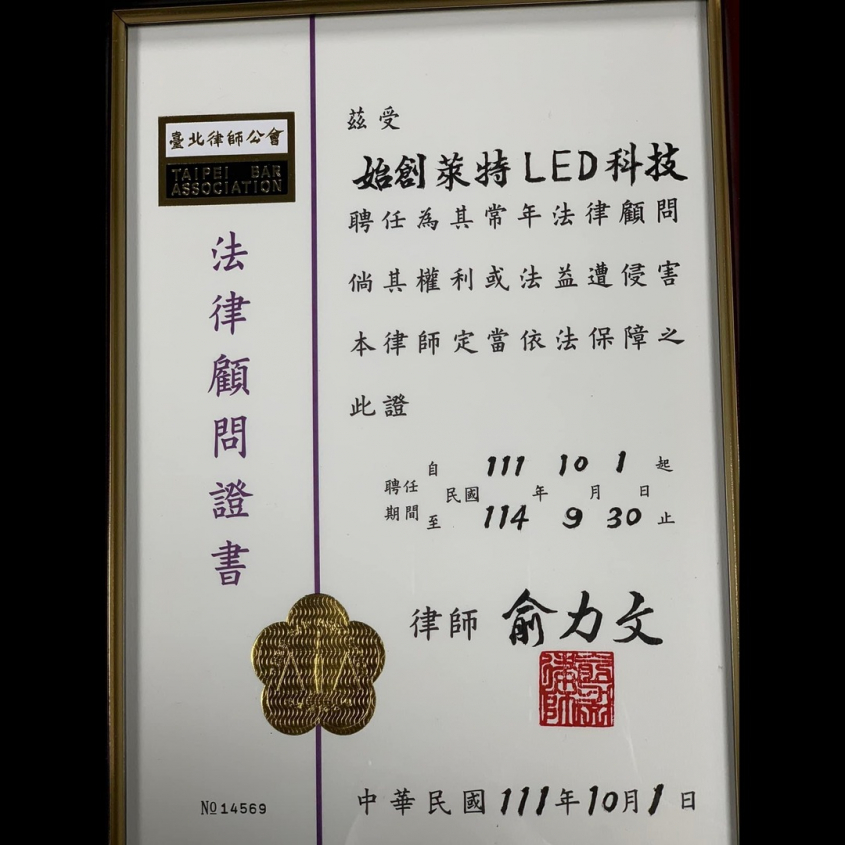 臺北律師公會
TAIPEI BAR
ASSOCIATION
法律顧問證書
茲受
始創萊特LED科技
聘任為其常年法律顧問
倘其權利或法益遭侵害
本律師定當依法保障之
此證
聘任期間
自 111 10 1 起
民國 年 月 日
至 114 9 30 止
律師 俞力文
中華民國111年10月1日
№14569